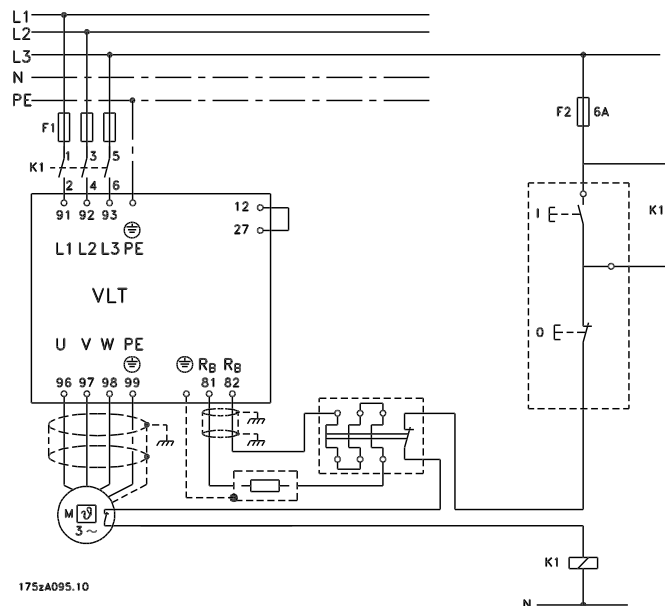 L1
L2
L3
N
PE
F1
F2 6A
1 3 5
K1
2 4 6
91 92 93
12
27
L1 L2 L3 PE
I
K1
VLT
O
U V W PE
RB RB
96 97 98 99
81 82
M ϑ
3 ~
K1
175ZA095.10
N